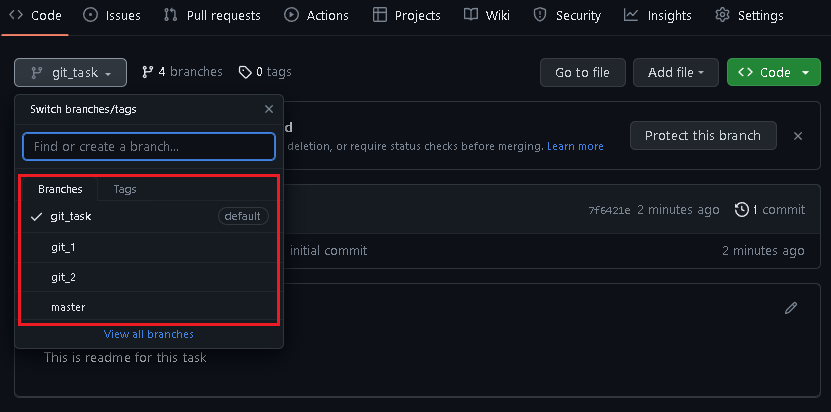 Code Issues Pull requests Actions Projects Wiki Security Insights Settings
git_task 4 branches 0 tags Go to file Add file Code
Switch branches/tags
Find or create a branch...
d
deletion, or require status checks before merging. Learn more
Protect this branch
Branches Tags
git_task default
7f6421e 2 minutes ago 1 commit
git_1
initial commit 2 minutes ago
git_2
master
View all branches
This is readme for this task